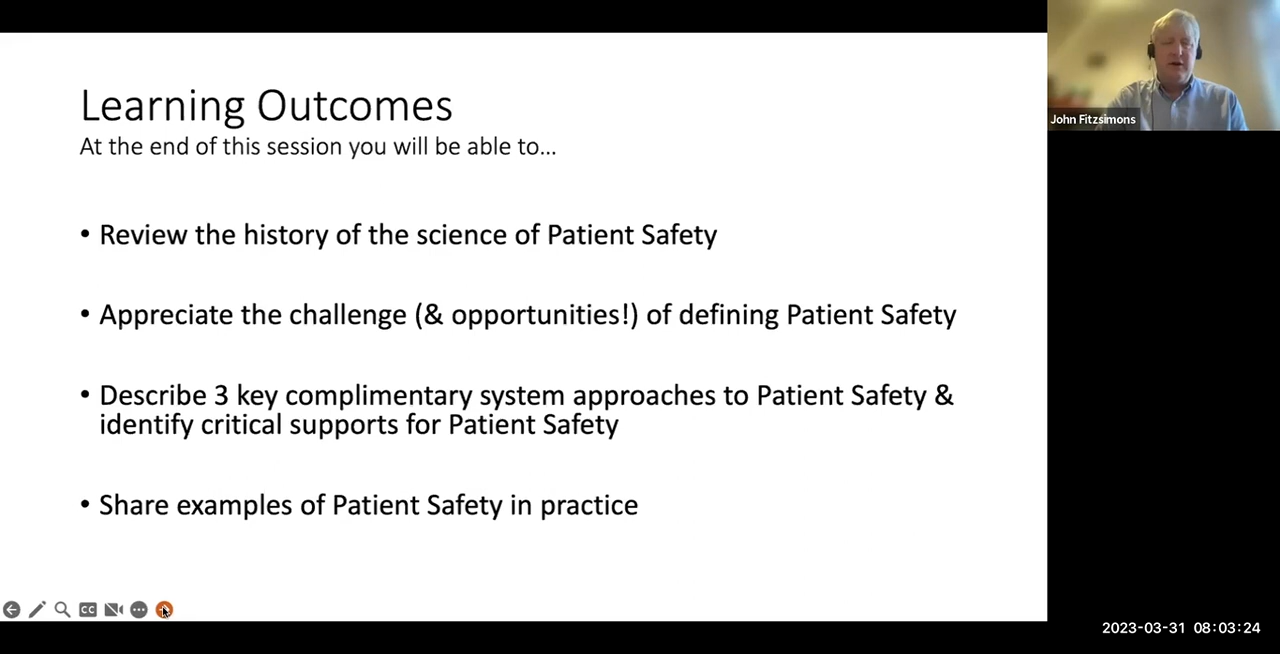 Learning Outcomes
At the end of this session you will be able to...
• Review the history of the science of Patient Safety
• Appreciate the challenge (& opportunities!) of defining Patient Safety
• Describe 3 key complimentary system approaches to Patient Safety &
identify critical supports for Patient Safety
• Share examples of Patient Safety in practice
John Fitzsimons
CC
2023-03-31 08:03:24